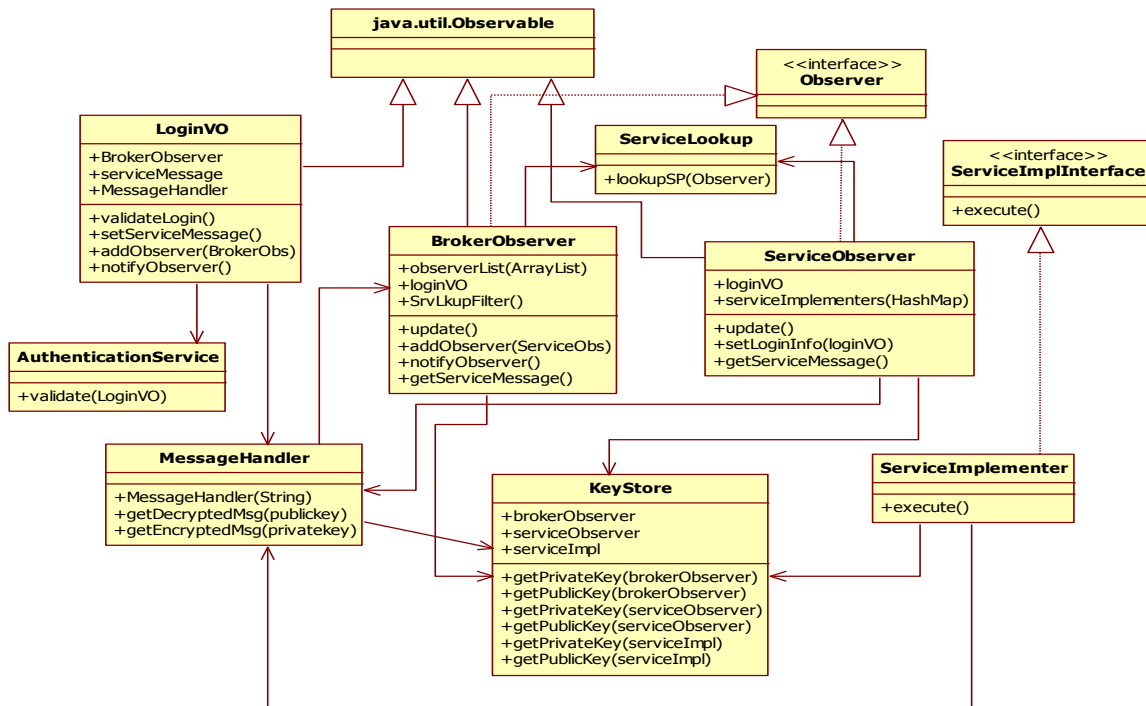 java.util.Observable
<<interface>>
Observer
LoginVO
+BrokerObserver
+serviceMessage
+MessageHandler
+validateLogin()
+setServiceMessage()
+addObserver(BrokerObs)
+notifyObserver()
ServiceLookup
+lookupSP(Observer)
<<interface>>
ServiceImplInterface
+execute()
BrokerObserver
+observerList(ArrayList)
+loginVO
+SrvLkupFilter()
+update()
+addObserver(ServiceObs)
+notifyObserver()
+getServiceMessage()
ServiceObserver
+loginVO
+serviceImplementers(HashMap)
+update()
+setLoginInfo(loginVO)
+getServiceMessage()
AuthenticationService
+validate(LoginVO)
MessageHandler
+MessageHandler(String)
+getDecryptedMsg(publickey)
+getEncryptedMsg(privatekey)
KeyStore
+brokerObserver
+serviceObserver
+serviceImpl
+getPrivateKey(brokerObserver)
+getPublicKey(brokerObserver)
+getPrivateKey(serviceObserver)
+getPublicKey(serviceObserver)
+getPrivateKey(serviceImpl)
+getPublicKey(serviceImpl)
ServiceImplementer
+execute()